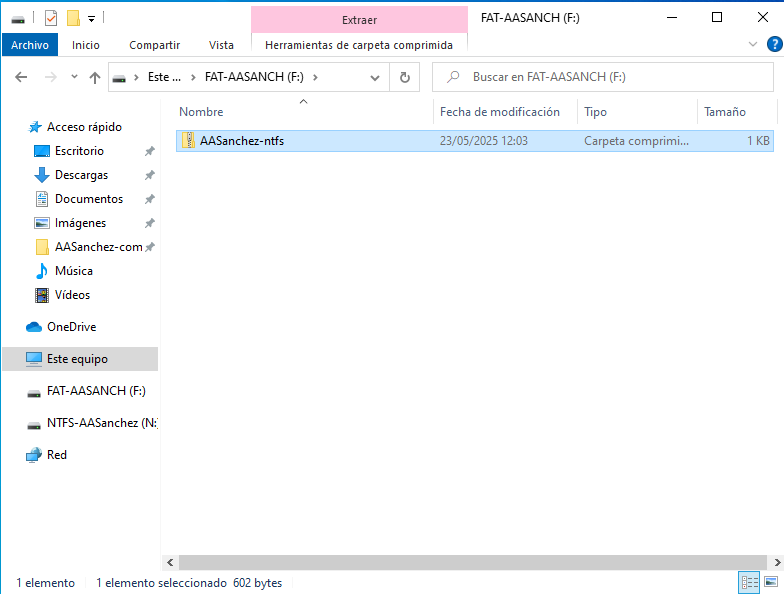 Extraer
FAT-AASANCH (F:)
Archivo
Inicio
Compartir
Vista
Herramientas de carpeta comprimida
Este ...
FAT-AASANCH (F:)
Buscar en FAT-AASANCH (F:)
Nombre
Fecha de modificación
Tipo
Tamaño
AASanchez-ntfs
23/05/2025 12:03
Carpeta comprimi...
1 KB
Acceso rápido
Escritorio
Descargas
Documentos
Imágenes
AASanchez-com
Música
Vídeos
OneDrive
Este equipo
FAT-AASANCH (F:)
NTFS-AASanchez (N:
Red
1 elemento
1 elemento seleccionado 602 bytes